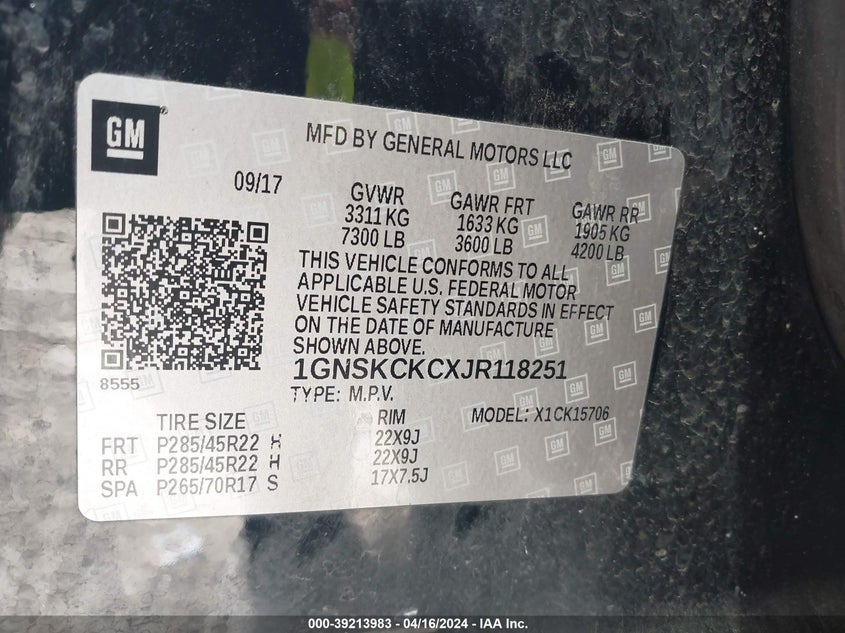 GM
MFD BY GENERAL MOTORS LLC
09/17
GVWR GAWR FRT GAWR RR
3311 KG 1633 KG 1905 KG
7300 LB 3600 LB 4200 LB
THIS VEHICLE CONFORMS TO ALL
APPLICABLE U.S. FEDERAL MOTOR
VEHICLE SAFETY STANDARDS IN EFFECT
ON THE DATE OF MANUFACTURE
SHOWN ABOVE.
8555
1GNSKCKCXJR118251
TYPE: M.P.V.
TIRE SIZE RIM MODEL: X1CK15706
FRT P285/45R22 H 22X9J
RR P285/45R22 H 22X9J
SPA P265/70R17 S 17X7.5J
000-39213983 - 04/16/2024 - IAA Inc.